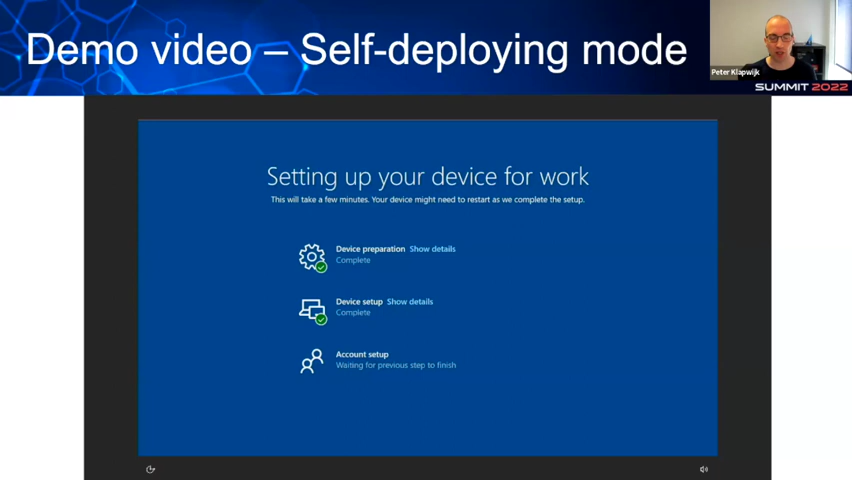 Demo video – Self-deploying mode
Peter Klapwijk
SUMMIT 2022
Setting up your device for work
This will take a few minutes. Your device might need to restart as we complete the setup.
Device preparation Show details
Complete
Device setup Show details
Complete
Account setup
Waiting for previous step to finish